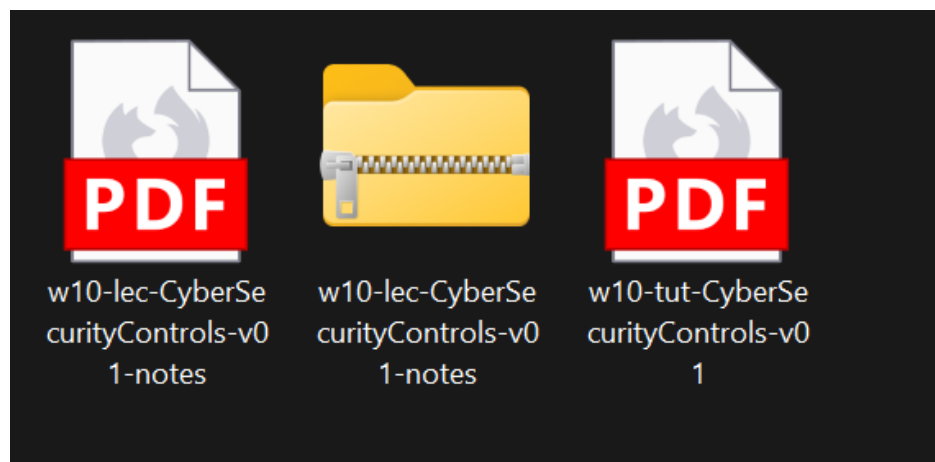 PDF
w10-lec-CyberSe
curityControls-v0
1-notes
w10-lec-CyberSe
curityControls-v0
1-notes
PDF
w10-tut-CyberSe
curityControls-v0
1